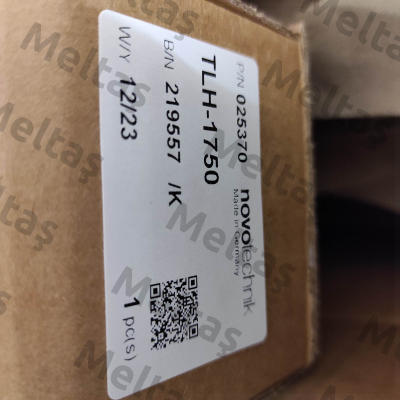 novotechnik
Made in Germany
P/N 025370
TLH-1750
B/N 219557 /K
W/Y 12/23
1 pc(s)
Meltaş